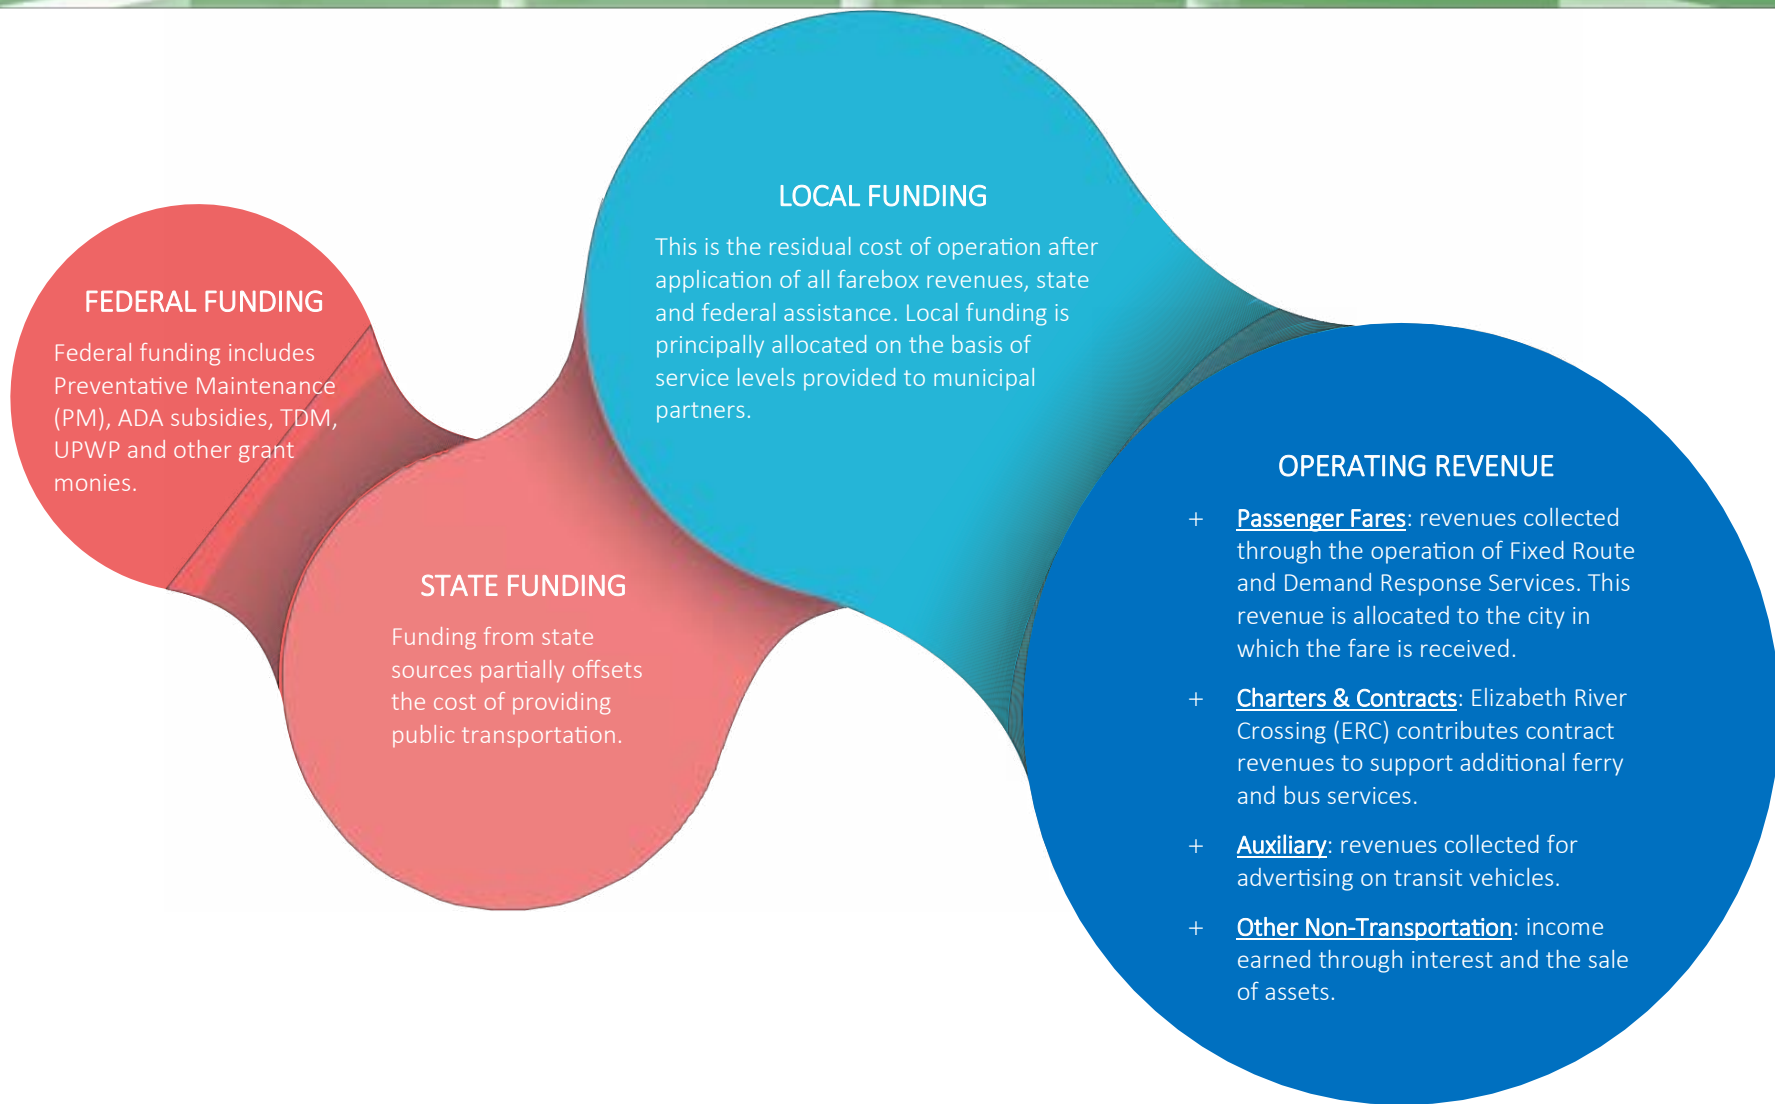 FEDERAL FUNDING
Federal funding includes
Preventative Maintenance
(PM), ADA subsidies, TDM,
UPWP and other grant
monies.
STATE FUNDING
Funding from state
sources partially offsets
the cost of providing
public transportation.
LOCAL FUNDING
This is the residual cost of operation after
application of all farebox revenues, state
and federal assistance. Local funding is
principally allocated on the basis of
service levels provided to municipal
partners.
OPERATING REVENUE
+ Passenger Fares: revenues collected
through the operation of Fixed Route
and Demand Response Services. This
revenue is allocated to the city in
which the fare is received.
+ Charters & Contracts: Elizabeth River
Crossing (ERC) contributes contract
revenues to support additional ferry
and bus services.
+ Auxiliary: revenues collected for
advertising on transit vehicles.
+ Other Non-Transportation: income
earned through interest and the sale
of assets.